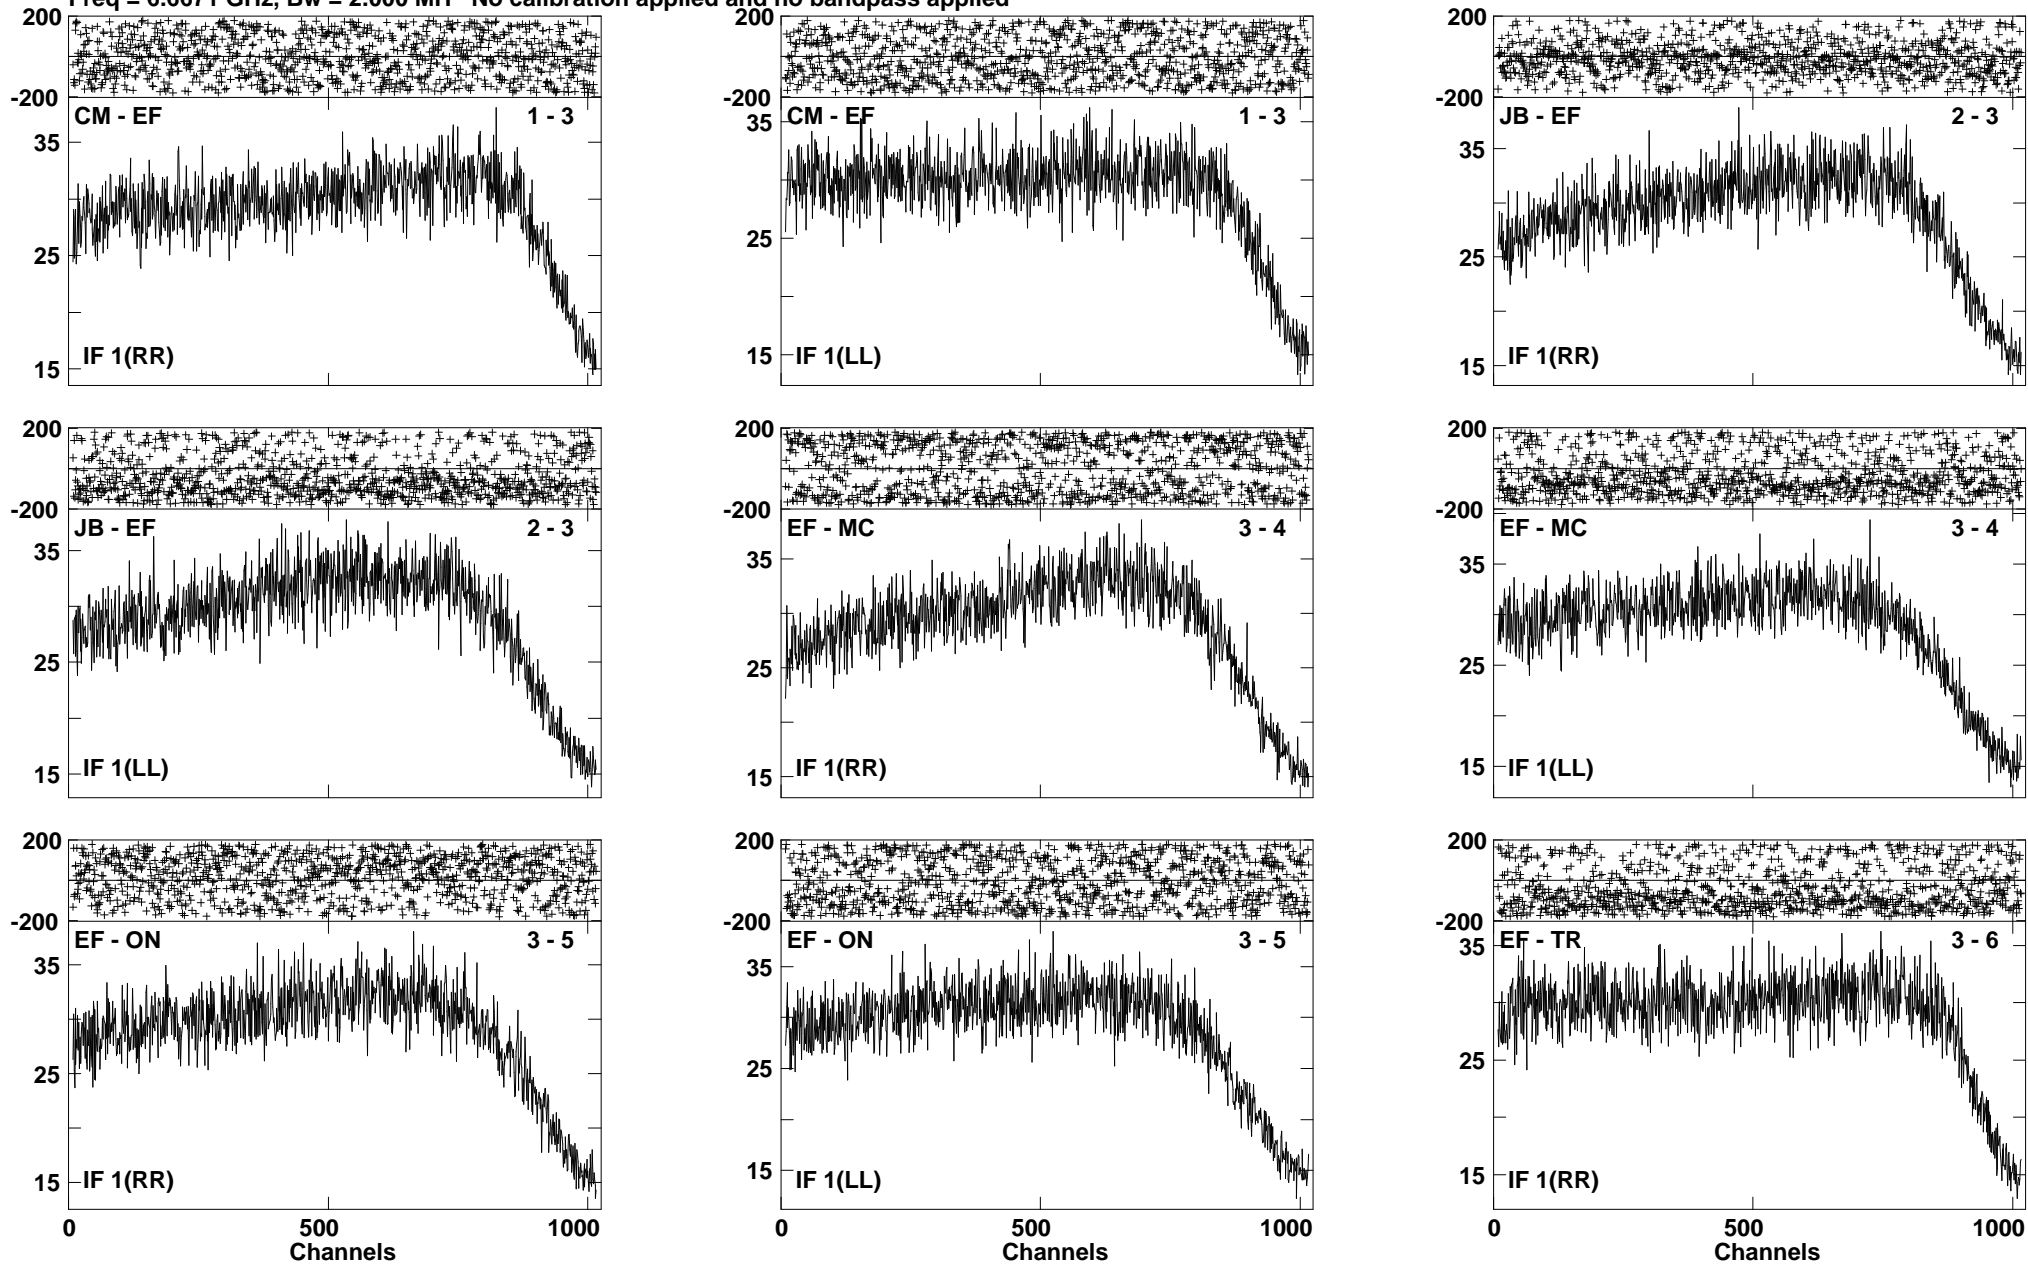 Freq = 6.6671 GHz, Bw = 2.000 MH No calibration applied and no bandpass applied
200
-200
CM - EF 1 - 3
35
25
15
IF 1(RR)
200
-200
CM - EF 1 - 3
35
25
15
IF 1(LL)
200
-200
JB - EF 2 - 3
35
25
15
IF 1(RR)
200
-200
JB - EF 2 - 3
35
25
15
IF 1(LL)
200
-200
EF - MC 3 - 4
35
25
15
IF 1(RR)
200
-200
EF - MC 3 - 4
35
25
15
IF 1(LL)
200
-200
EF - ON 3 - 5
35
25
15
IF 1(RR)
0 500 1000
Channels
200
-200
EF - ON 3 - 5
35
25
15
IF 1(LL)
0 500 1000
Channels
200
-200
EF - TR 3 - 6
35
25
15
IF 1(RR)
0 500 1000
Channels